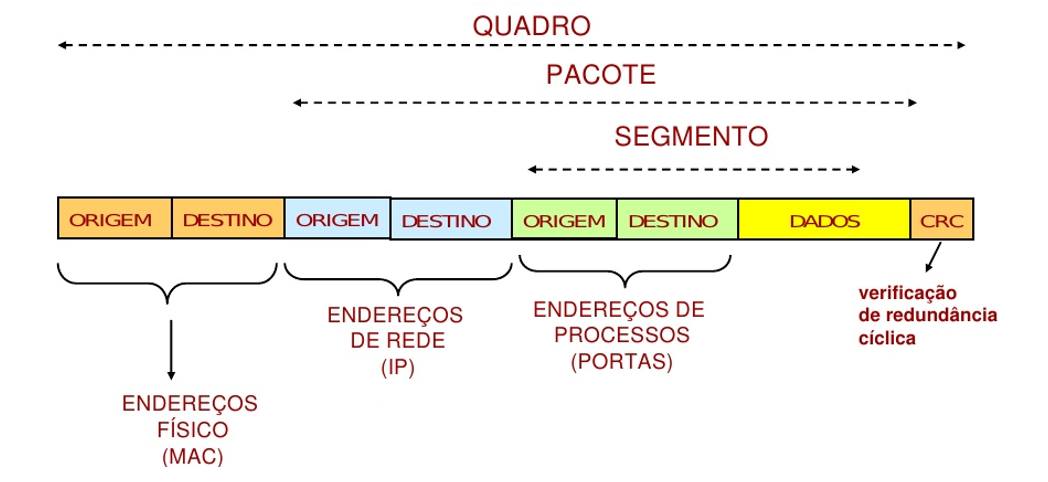 QUADRO
PACOTE
SEGMENTO
ORIGEM DESTINO ORIGEM DESTINO ORIGEM DESTINO DADOS CRC
ENDEREÇOS
FÍSICO
(MAC)
ENDEREÇOS
DE REDE
(IP)
ENDEREÇOS DE
PROCESSOS
(PORTAS)
verificação
de redundância
cíclica